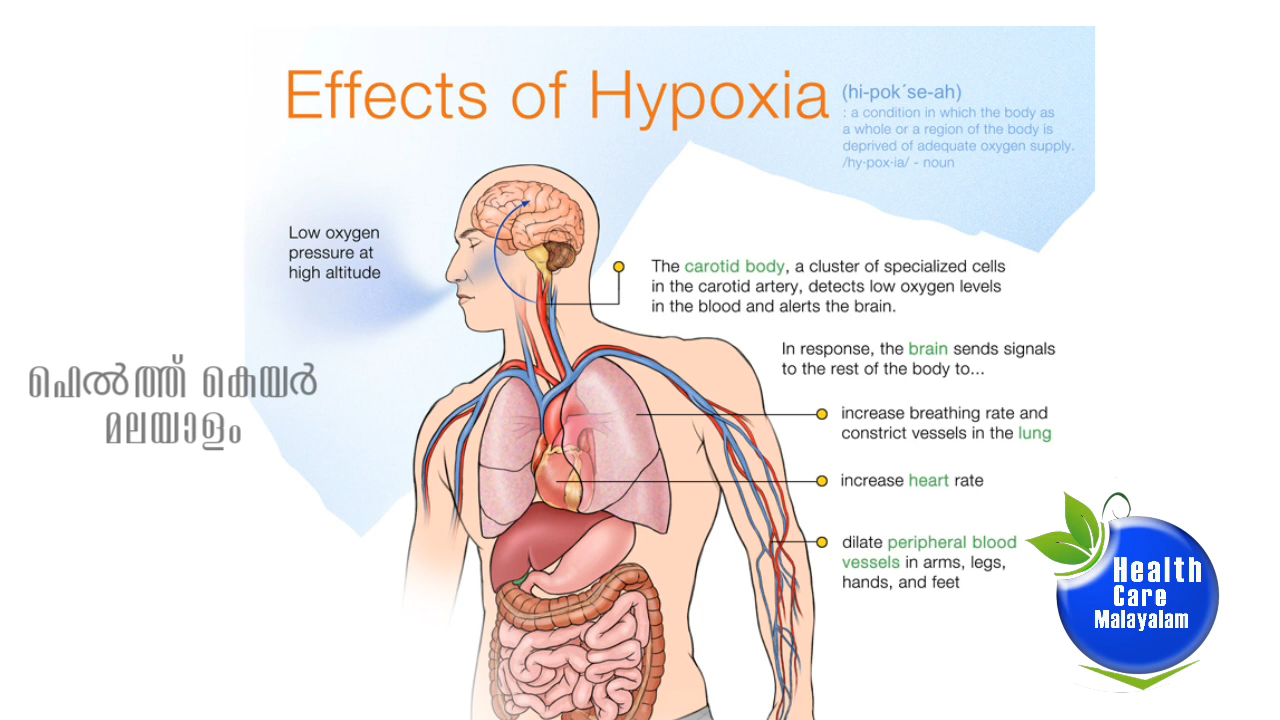 Effects of Hypoxia
(hi-pok´se-ah)
: a condition in which the body as
a whole or a region of the body is
deprived of adequate oxygen supply.
/hy·pox·ia/ - noun
Low oxygen
pressure at
high altitude
The carotid body, a cluster of specialized cells
in the carotid artery, detects low oxygen levels
in the blood and alerts the brain.
In response, the brain sends signals
to the rest of the body to...
increase breathing rate and
constrict vessels in the lung
increase heart rate
dilate peripheral blood
vessels in arms, legs,
hands, and feet
ഹെൽത്ത് കെയർ
മലയാളം
Health
Care
Malayalam